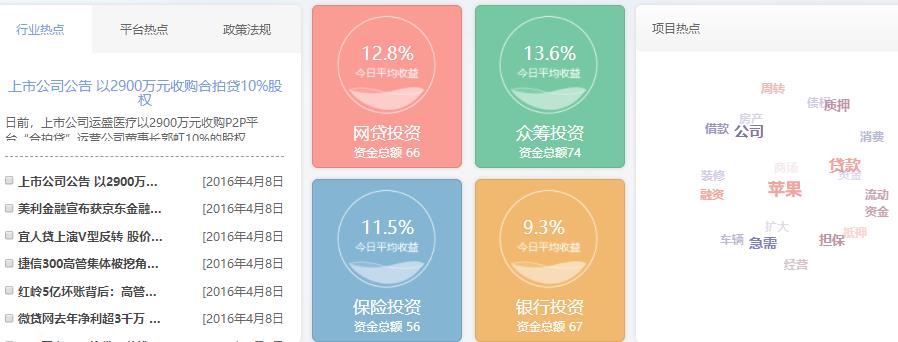 行业热点
平台热点
政策法规
上市公司公告 以2900万元收购合拍贷10%股
权
日前，上市公司运盛医疗以2900万元收购P2P平
台“合拍贷”运营公司董事长郭虹10%的股权
上市公司公告 以2900万... [2016年4月8日
美利金融宣布获京东金融... [2016年4月8日
宜人贷上演V型反转 股价... [2016年4月8日
捷信300高管集体被挖角... [2016年4月8日
红岭5亿坏账背后：高管... [2016年4月8日
微贷网去年净利超3千万 ... [2016年4月8日
12.8%
今日平均收益
网贷投资
资金总额 66
13.6%
今日平均收益
众筹投资
资金总额74
11.5%
今日平均收益
保险投资
资金总额 56
9.3%
今日平均收益
银行投资
资金总额 67
项目热点
周转
债权
质押
房产
借款
公司
消费
商场
贷款
资金
装修
苹果
融资
流动
资金
扩大
抵押
车辆
急需
担保
经营